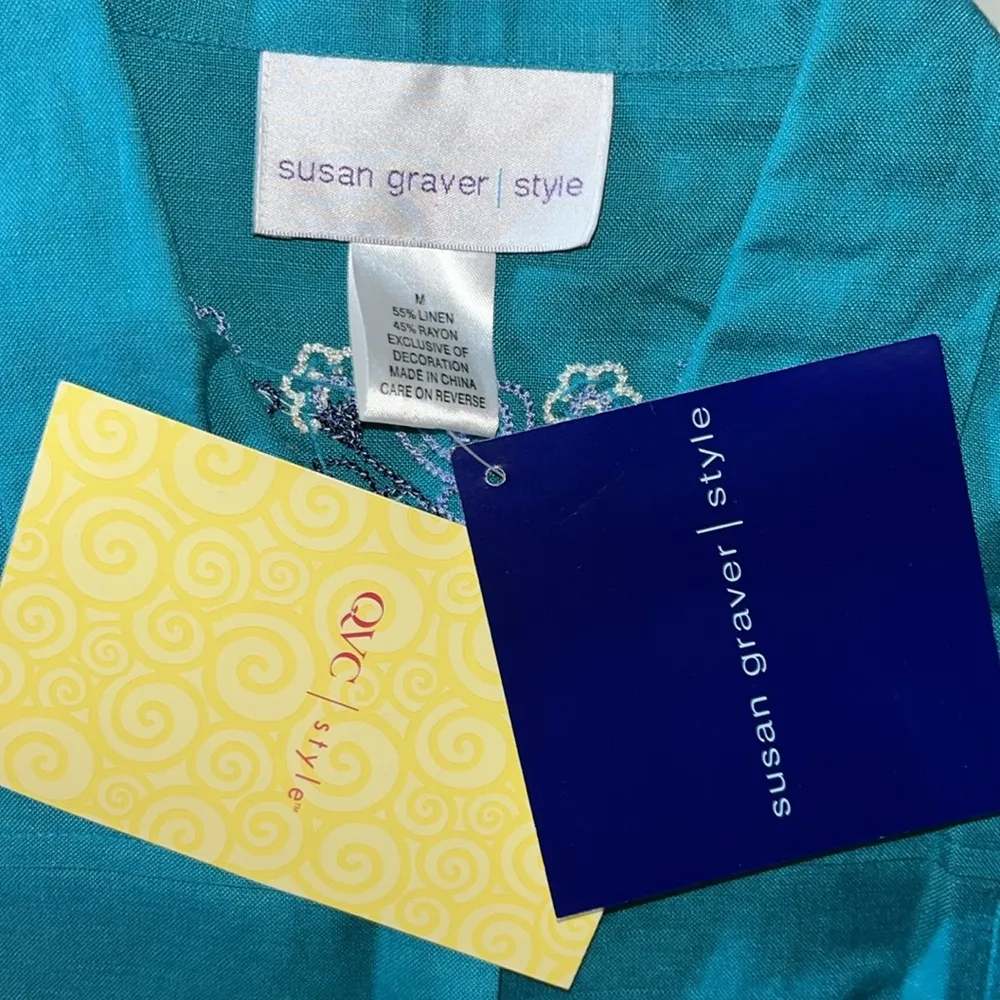 susan graver | style
M
55% LINEN
45% RAYON
EXCLUSIVE OF
DECORATION
MADE IN CHINA
CARE ON REVERSE
QVC | style™
susan graver | style